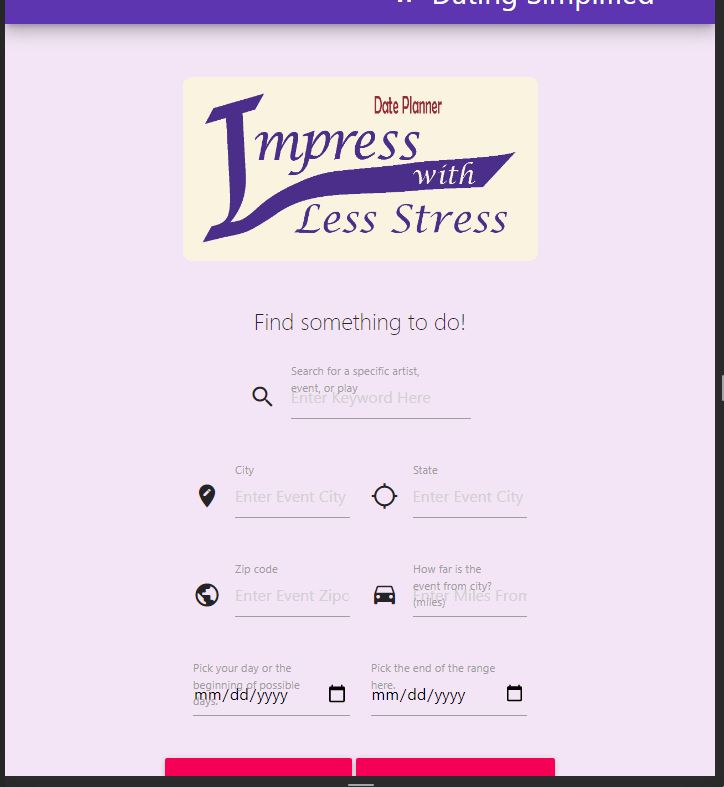 Dating Simplified
Date Planner
Impress
with
Less Stress
Find something to do!
Search for a specific artist,
event, or play
Enter Keyword Here
City
State
Enter Event City
Enter Event City
Zip code
How far is the
event from city?
(miles)
Enter Event Zipc
Enter Miles From
Pick your day or the
beginning of possible
days.
Pick the end of the range
here.
mm/dd/yyyy
mm/dd/yyyy